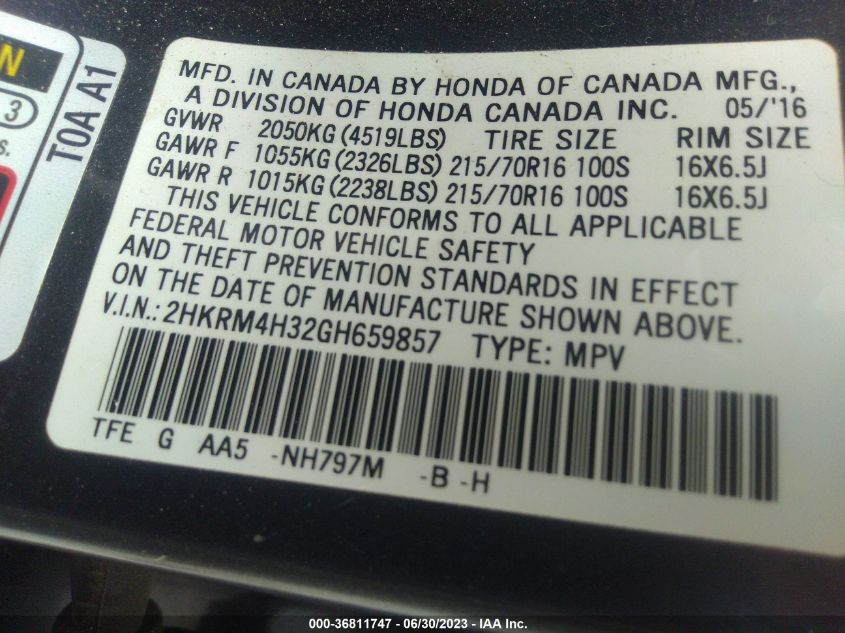 N
3
s.
TOA A1
MFD. IN CANADA BY HONDA OF CANADA MFG.,
A DIVISION OF HONDA CANADA INC. 05/'16
GVWR 2050KG (4519LBS) TIRE SIZE RIM SIZE
GAWR F 1055KG (2326LBS) 215/70R16 100S 16X6.5J
GAWR R 1015KG (2238LBS) 215/70R16 100S 16X6.5J
THIS VEHICLE CONFORMS TO ALL APPLICABLE
FEDERAL MOTOR VEHICLE SAFETY
AND THEFT PREVENTION STANDARDS IN EFFECT
ON THE DATE OF MANUFACTURE SHOWN ABOVE.
V.I.N.: 2HKRM4H32GH659857 TYPE: MPV
TFE G AA5 -NH797M -B -H
000-36811747 - 06/30/2023 - IAA Inc.